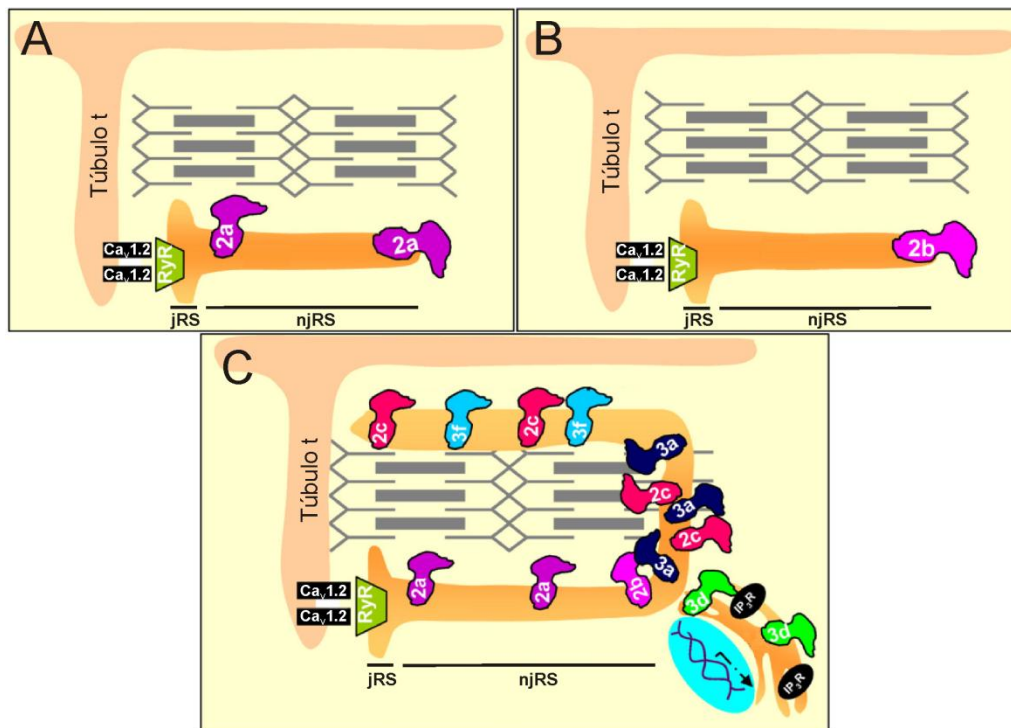 A
Túbulo t
2a
2a
Caᵥ1.2
Caᵥ1.2
RyR
jRS
njRS
B
Túbulo t
2b
Caᵥ1.2
Caᵥ1.2
RyR
jRS
njRS
C
Túbulo t
2c
3f
2c
3f
3a
2c
3a
2c
3a
2a
2a
2b
Caᵥ1.2
Caᵥ1.2
RyR
3d
IP₃R
3d
IP₃R
jRS
njRS